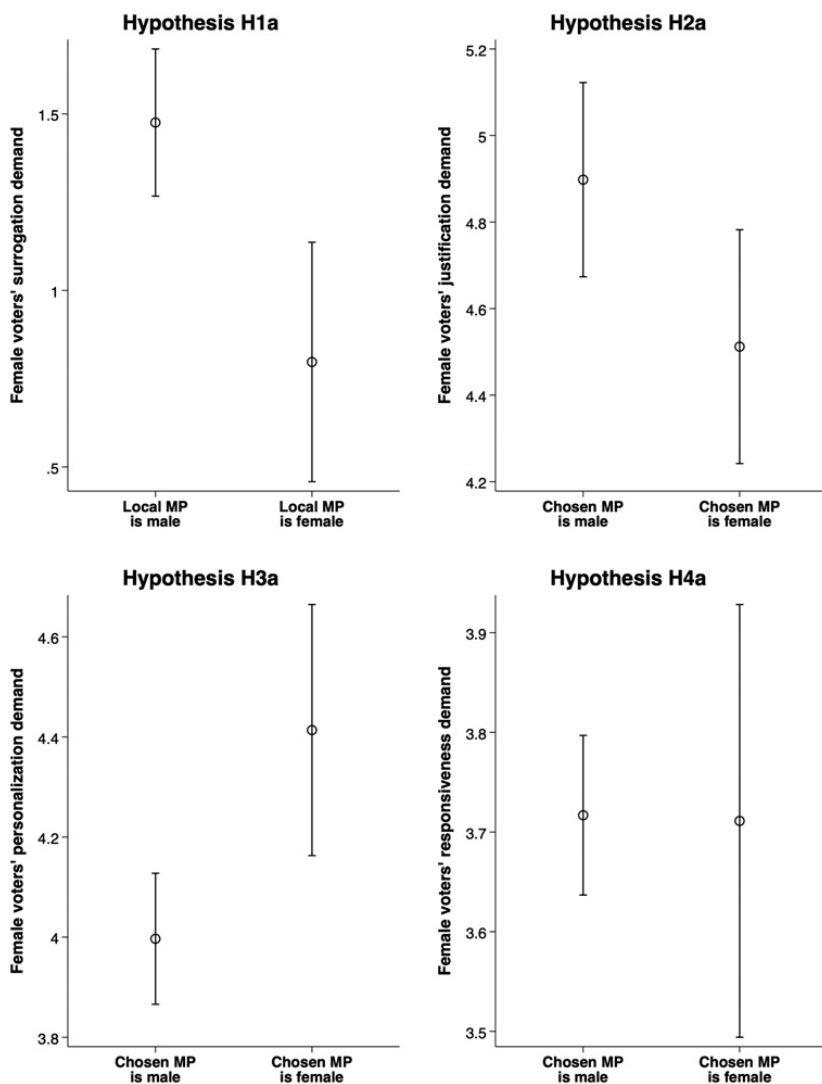 Hypothesis H1a
Female voters' surrogation demand
1.5
1
.5
Local MP
is male
Local MP
is female
Hypothesis H2a
Female voters' justification demand
5.2
5
4.8
4.6
4.4
4.2
Chosen MP
is male
Chosen MP
is female
Hypothesis H3a
Female voters' personalization demand
4.6
4.4
4.2
4
3.8
Chosen MP
is male
Chosen MP
is female
Hypothesis H4a
Female voters' responsiveness demand
3.9
3.8
3.7
3.6
3.5
Chosen MP
is male
Chosen MP
is female